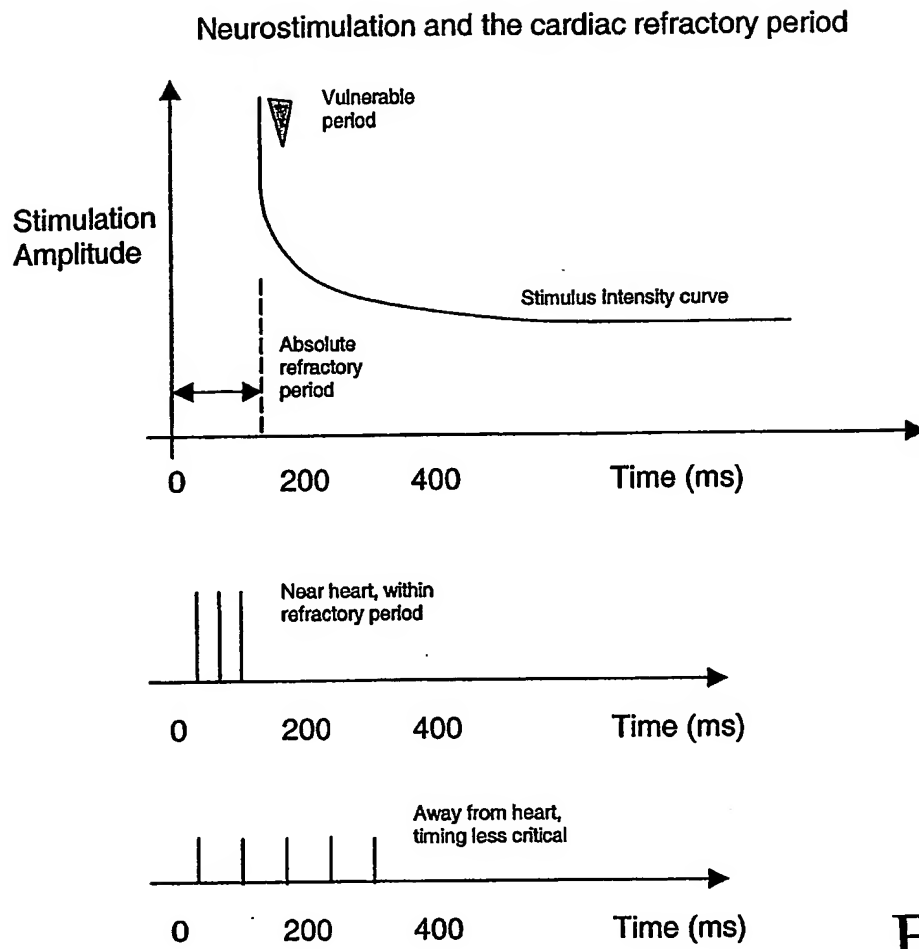 Neurostimulation and the cardiac refractory period
Vulnerable
period
Stimulation
Amplitude
Stimulus intensity curve
Absolute
refractory
period
0 200 400 Time (ms)
Near heart, within
refractory period
0 200 400 Time (ms)
Away from heart,
timing less critical
0 200 400 Time (ms)